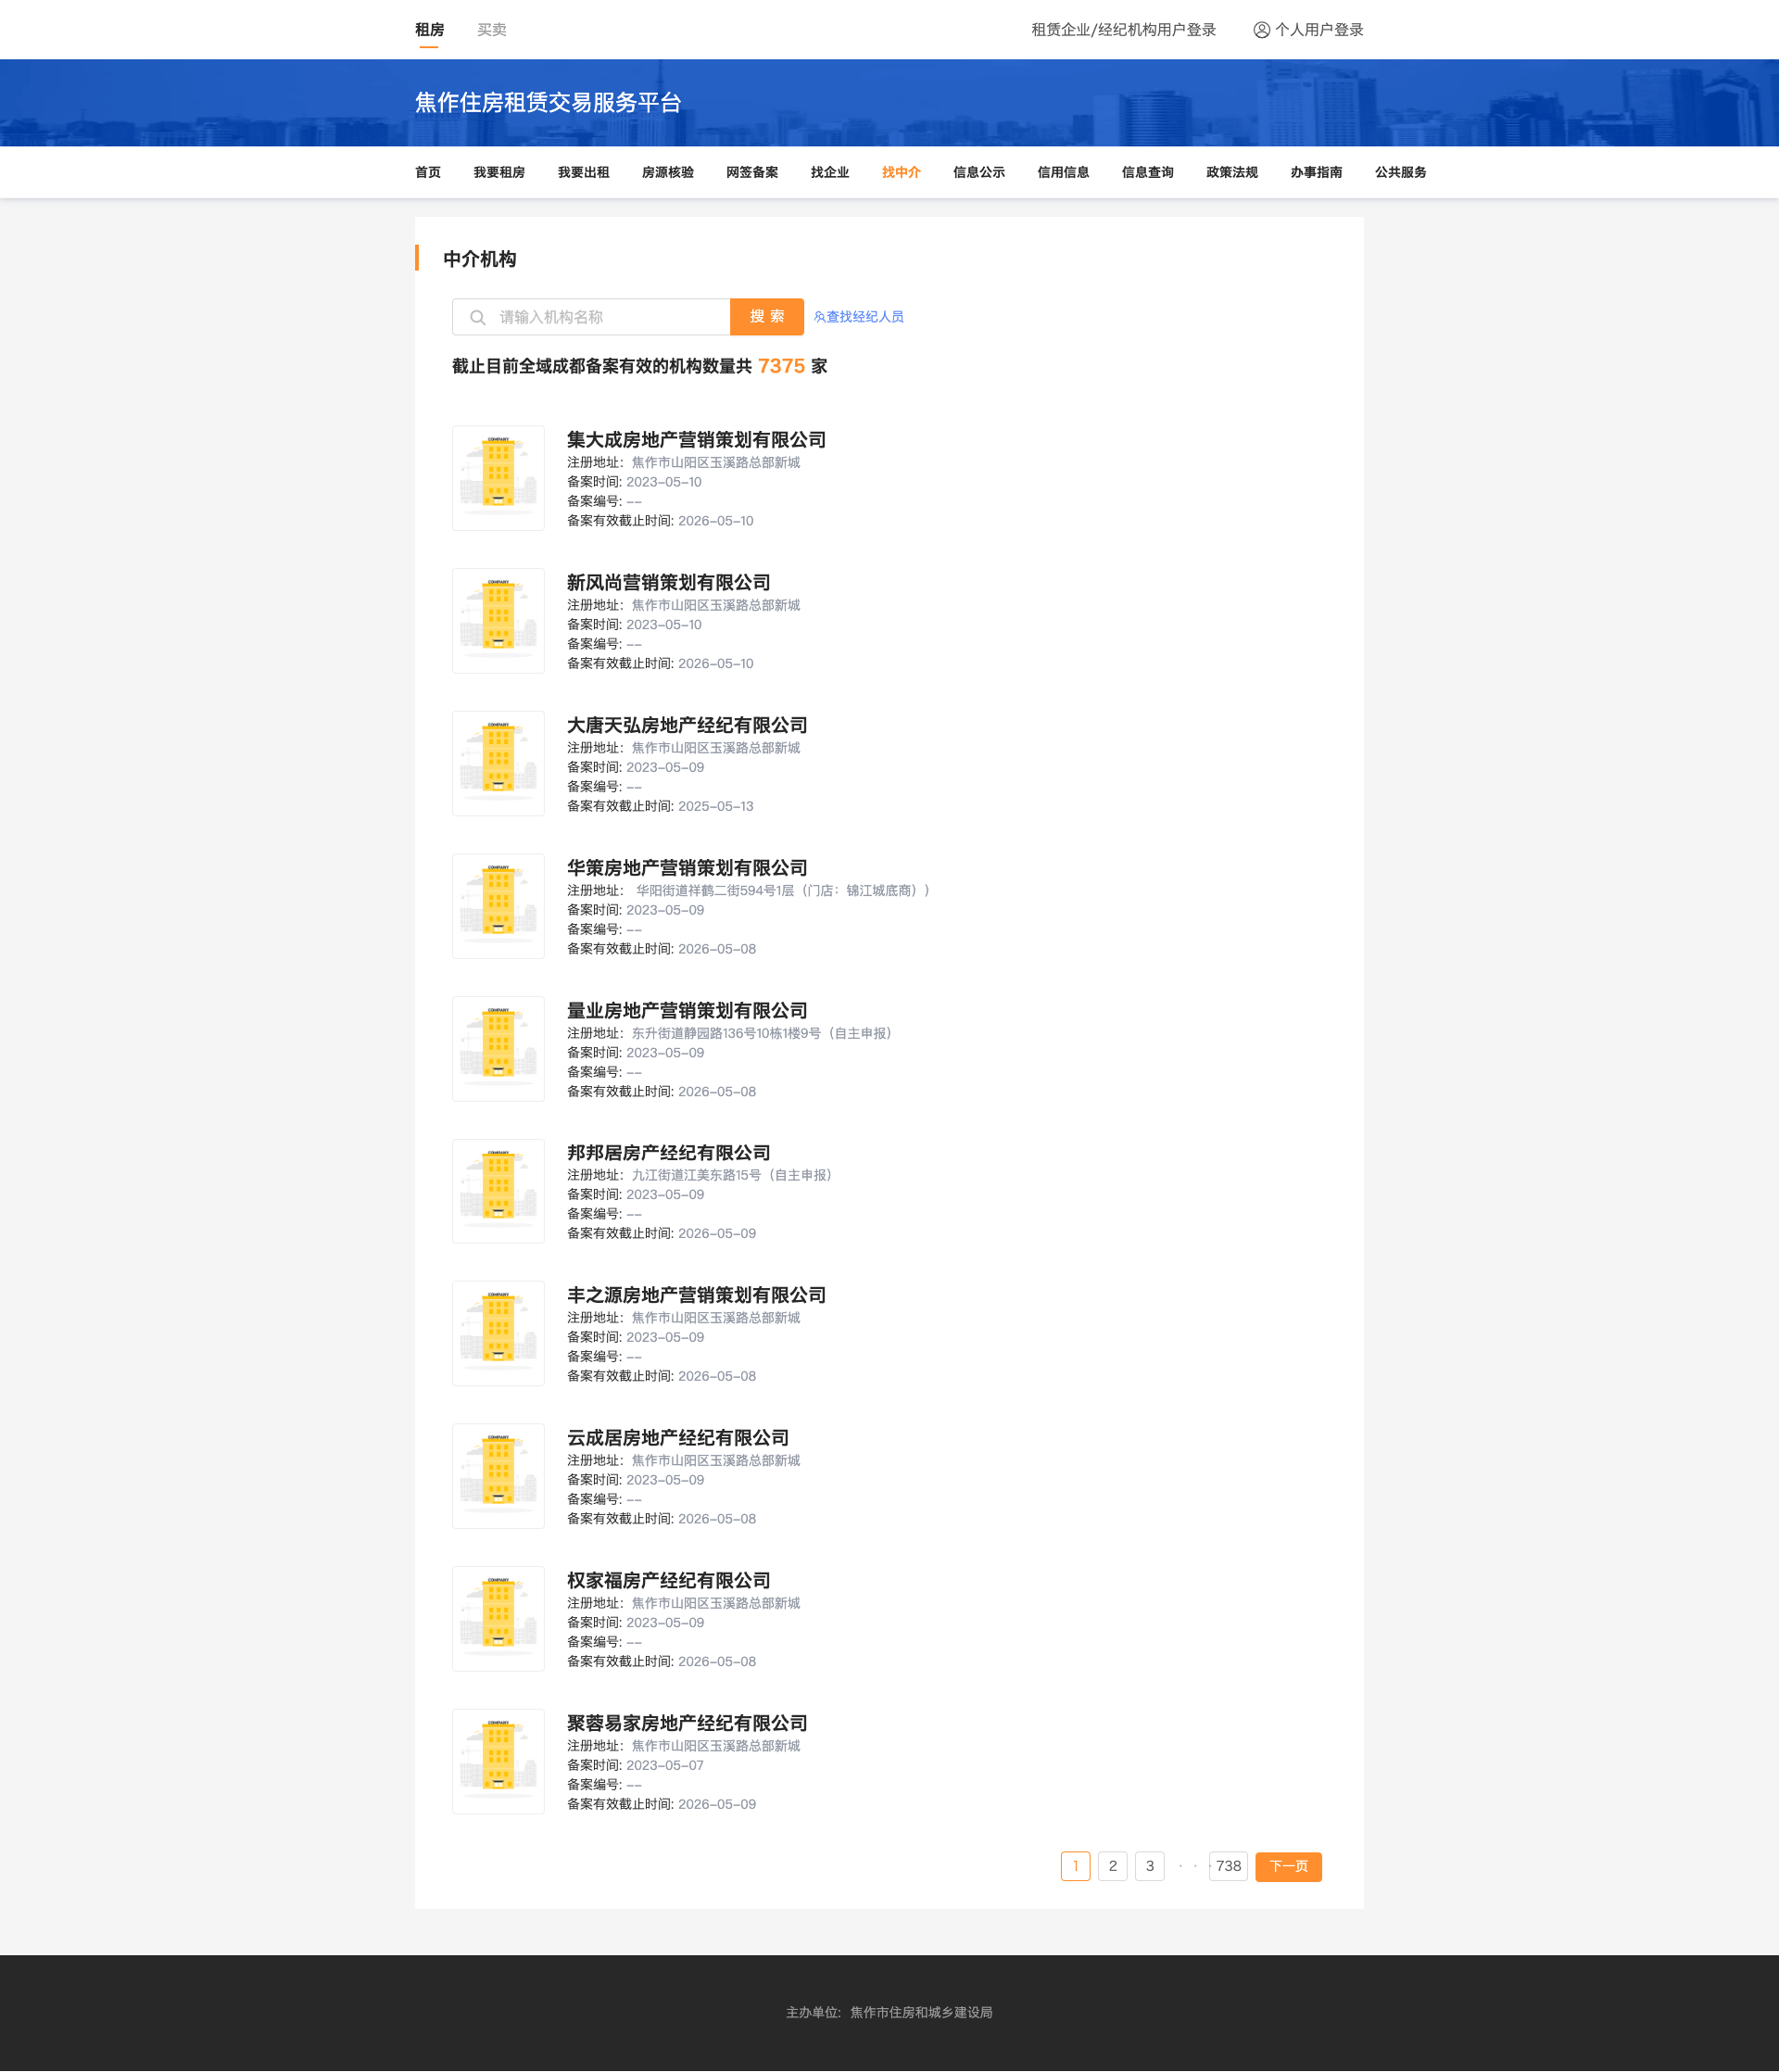 租房 买卖 租赁企业/经纪机构用户登录 个人用户登录
焦作住房租赁交易服务平台
首页 我要租房 我要出租 房源核验 网签备案 找企业 找中介 信息公示 信用信息 信息查询 政策法规 办事指南 公共服务
中介机构
请输入机构名称 搜 索 查找经纪人员
截止目前全域成都备案有效的机构数量共 7375 家
COMPANY
集大成房地产营销策划有限公司
注册地址：焦作市山阳区玉溪路总部新城
备案时间: 2023-05-10
备案编号: --
备案有效截止时间: 2026-05-10
COMPANY
新风尚营销策划有限公司
注册地址：焦作市山阳区玉溪路总部新城
备案时间: 2023-05-10
备案编号: --
备案有效截止时间: 2026-05-10
COMPANY
大唐天弘房地产经纪有限公司
注册地址：焦作市山阳区玉溪路总部新城
备案时间: 2023-05-09
备案编号: --
备案有效截止时间: 2025-05-13
COMPANY
华策房地产营销策划有限公司
注册地址： 华阳街道祥鹤二街594号1层（门店：锦江城底商））
备案时间: 2023-05-09
备案编号: --
备案有效截止时间: 2026-05-08
COMPANY
量业房地产营销策划有限公司
注册地址：东升街道静园路136号10栋1楼9号（自主申报）
备案时间: 2023-05-09
备案编号: --
备案有效截止时间: 2026-05-08
COMPANY
邦邦居房产经纪有限公司
注册地址：九江街道江美东路15号（自主申报）
备案时间: 2023-05-09
备案编号: --
备案有效截止时间: 2026-05-09
COMPANY
丰之源房地产营销策划有限公司
注册地址：焦作市山阳区玉溪路总部新城
备案时间: 2023-05-09
备案编号: --
备案有效截止时间: 2026-05-08
COMPANY
云成居房地产经纪有限公司
注册地址：焦作市山阳区玉溪路总部新城
备案时间: 2023-05-09
备案编号: --
备案有效截止时间: 2026-05-08
COMPANY
权家福房产经纪有限公司
注册地址：焦作市山阳区玉溪路总部新城
备案时间: 2023-05-09
备案编号: --
备案有效截止时间: 2026-05-08
COMPANY
聚蓉易家房地产经纪有限公司
注册地址：焦作市山阳区玉溪路总部新城
备案时间: 2023-05-07
备案编号: --
备案有效截止时间: 2026-05-09
1 2 3 · · · 738 下一页
主办单位：焦作市住房和城乡建设局